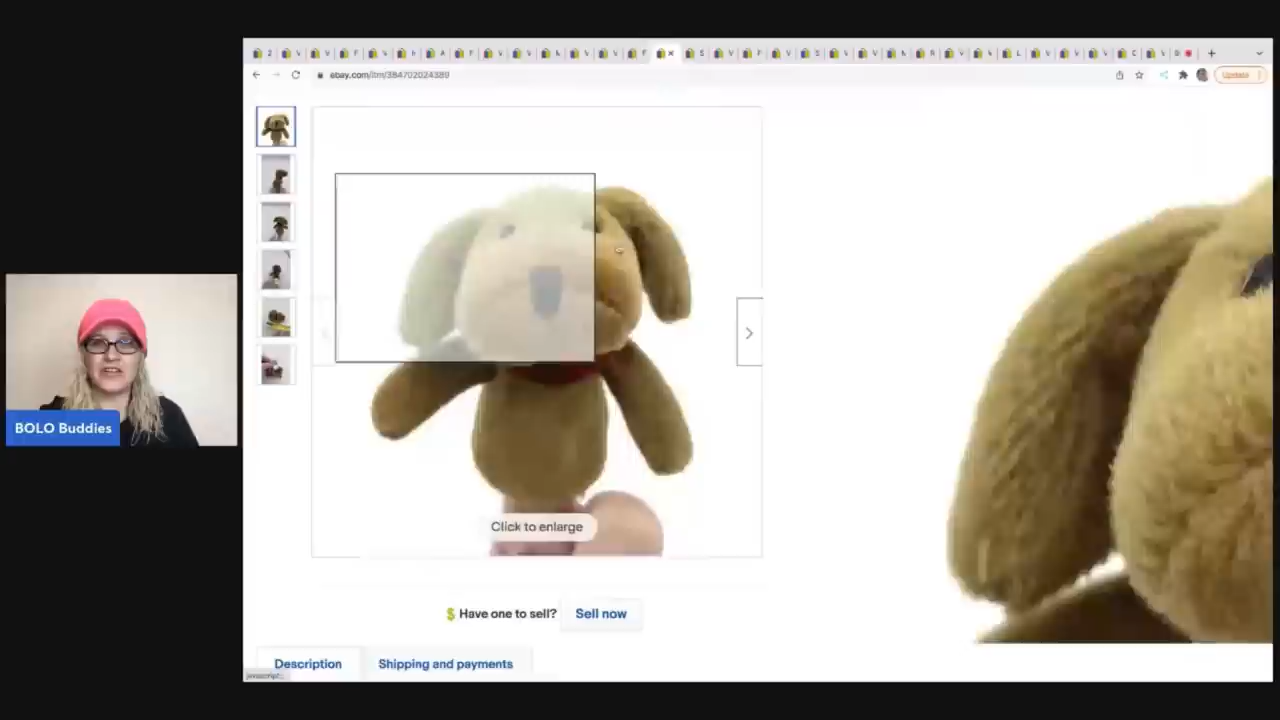 ebay.com/itm/384702024389
Update
BOLO Buddies
Click to enlarge
Have one to sell?
Sell now
Description
Shipping and payments